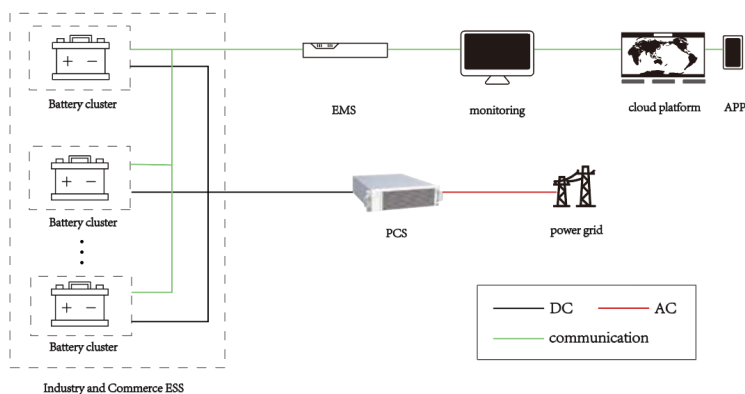 Battery cluster
EMS
monitoring
cloud platform
APP
Battery cluster
PCS
power grid
Battery cluster
DC
AC
communication
Industry and Commerce ESS